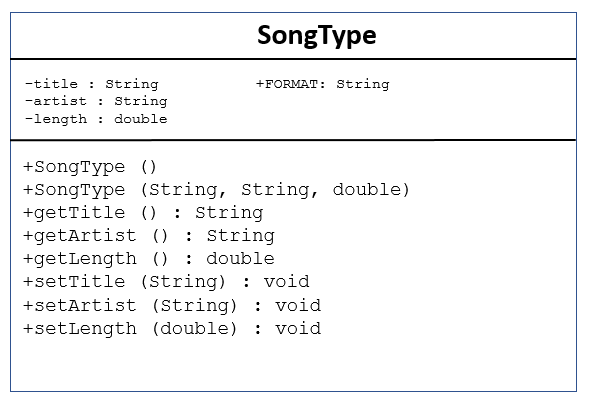 SongType
-title : String +FORMAT: String
-artist : String
-length : double
+SongType ()
+SongType (String, String, double)
+getTitle () : String
+getArtist () : String
+getLength () : double
+setTitle (String) : void
+setArtist (String) : void
+setLength (double) : void